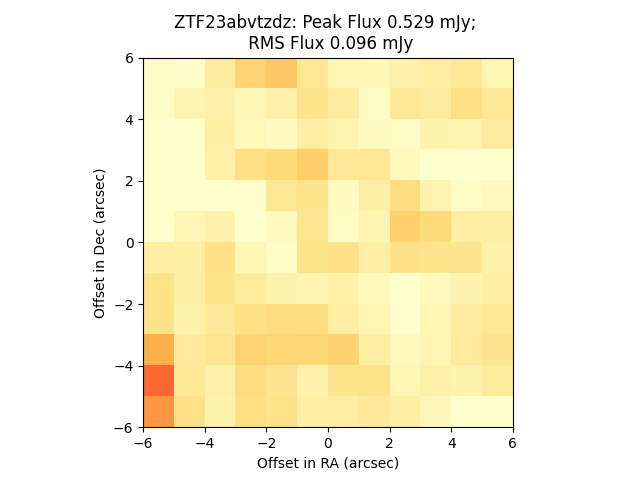 ZTF23abvtzdz: Peak Flux 0.529 mJy;
RMS Flux 0.096 mJy
6
4
2
0
−2
−4
−6
Offset in Dec (arcsec)
−6 −4 −2 0 2 4 6
Offset in RA (arcsec)